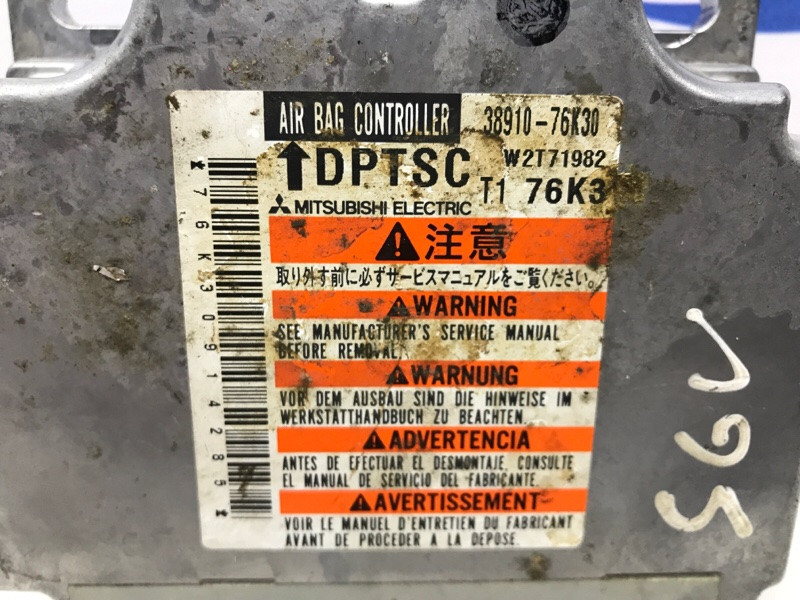 AIR BAG CONTROLLER 38910-76K30
DPTSC W2T71982
T1 76K3
MITSUBISHI ELECTRIC
注意
取り外す前に必ずサービスマニュアルをご覧ください。
WARNING
SEE MANUFACTURER'S SERVICE MANUAL
BEFORE REMOVAL.
WARNUNG
VOR DEM AUSBAU SIND DIE HINWEISE IM
WERKSTATTHANDBUCH ZU BEACHTEN.
ADVERTENCIA
ANTES DE EFECTUAR EL DESMONTAJE, CONSULTE
EL MANUAL DE SERVICIO DEL FABRICANTE.
AVERTISSEMENT
VOIR LE MANUEL D'ENTRETIEN DU FABRICANT
AVANT DE PROCEDER A LA DEPOSE.
*76K30914285*